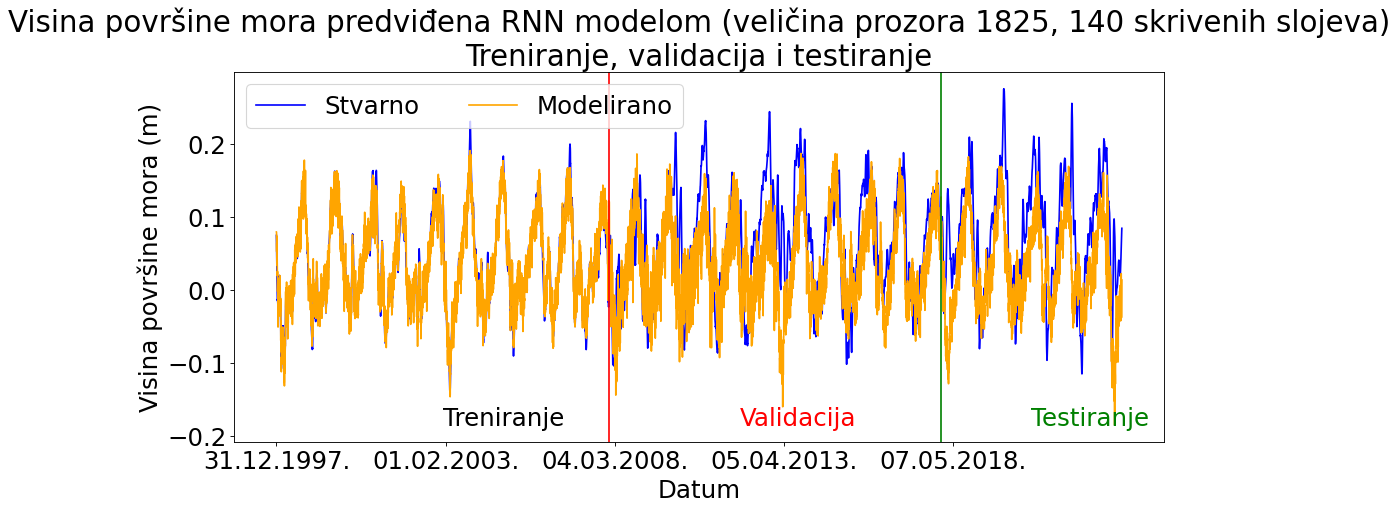 Visina površine mora predviđena RNN modelom (veličina prozora 1825, 140 skrivenih slojeva)
Treniranje, validacija i testiranje
Stvarno Modelirano
Visina površine mora (m)
0.2
0.1
0.0
−0.1
−0.2
Treniranje Validacija Testiranje
31.12.1997. 01.02.2003. 04.03.2008. 05.04.2013. 07.05.2018.
Datum